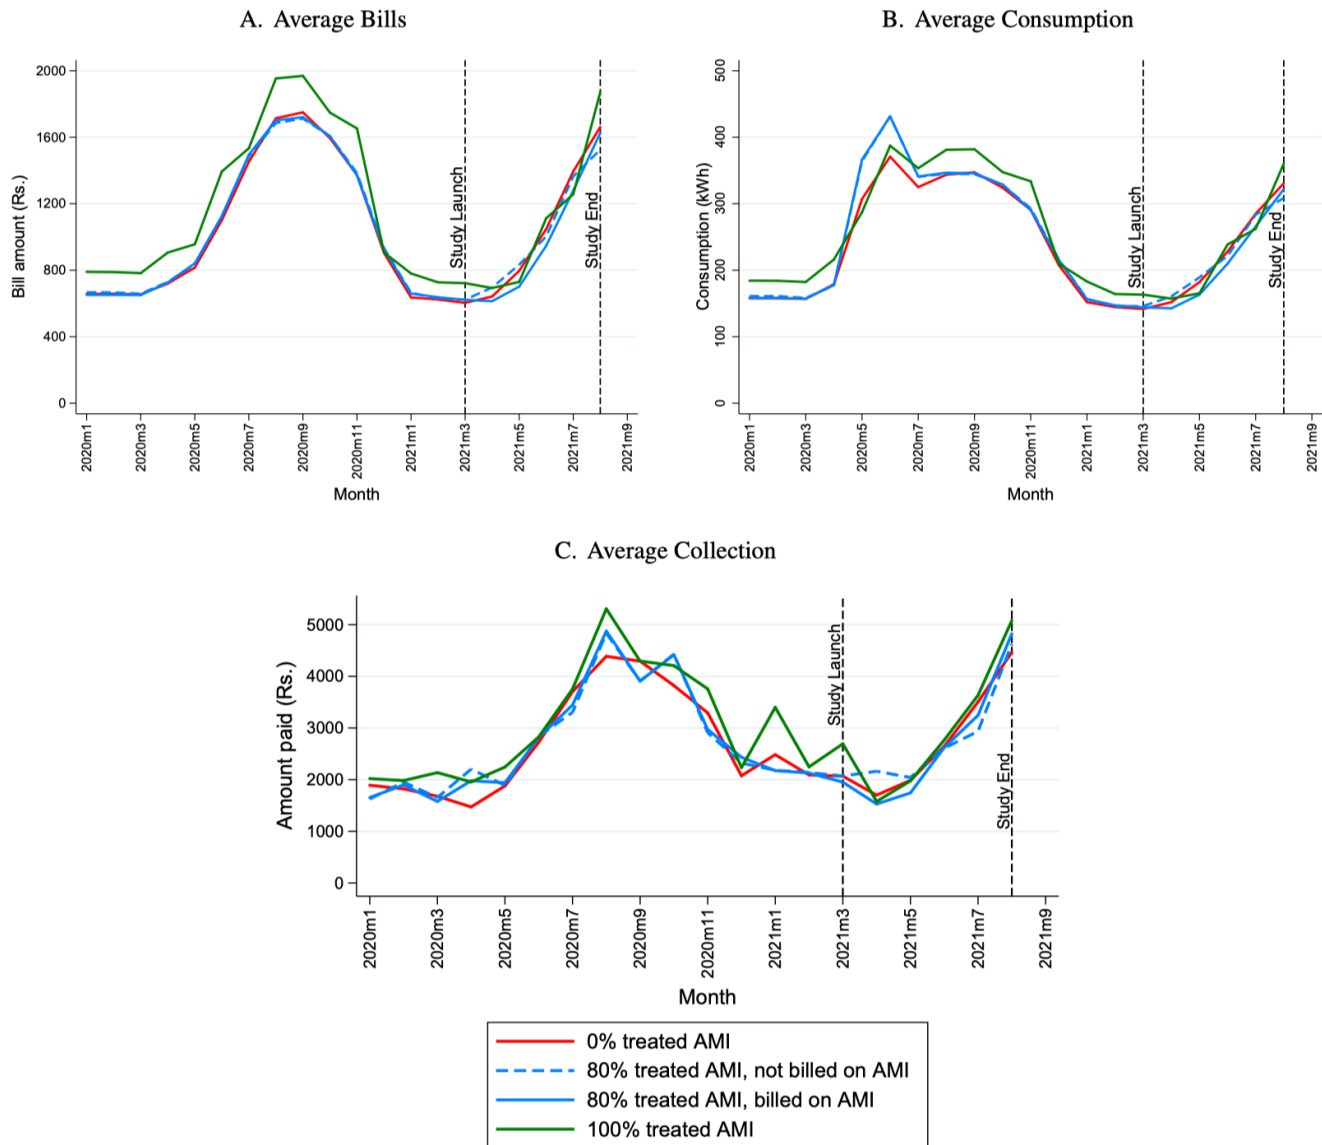 A. Average Bills
Bill amount (Rs.)
2000
1600
1200
800
400
0
Study Launch
Study End
2020m1
2020m3
2020m5
2020m7
2020m9
2020m11
2021m1
2021m3
2021m5
2021m7
2021m9
Month
B. Average Consumption
Consumption (kWh)
500
400
300
200
100
0
Study Launch
Study End
2020m1
2020m3
2020m5
2020m7
2020m9
2020m11
2021m1
2021m3
2021m5
2021m7
2021m9
Month
C. Average Collection
Amount paid (Rs.)
5000
4000
3000
2000
1000
0
Study Launch
Study End
2020m1
2020m3
2020m5
2020m7
2020m9
2020m11
2021m1
2021m3
2021m5
2021m7
2021m9
Month
0% treated AMI
80% treated AMI, not billed on AMI
80% treated AMI, billed on AMI
100% treated AMI